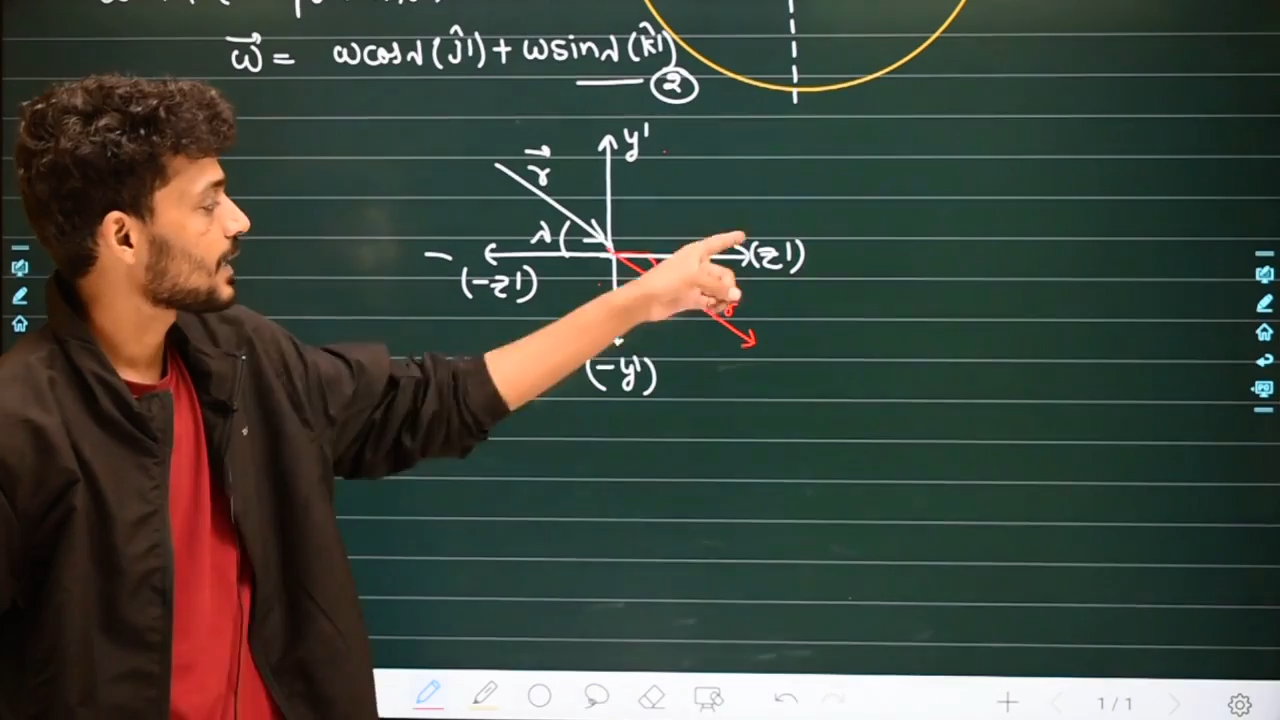 ω⃗ = ωcosλ(ĵ') + ωsinλ(k̂')
2
y'
r⃗
λ
(z')
(-z')
(-y')
1/1